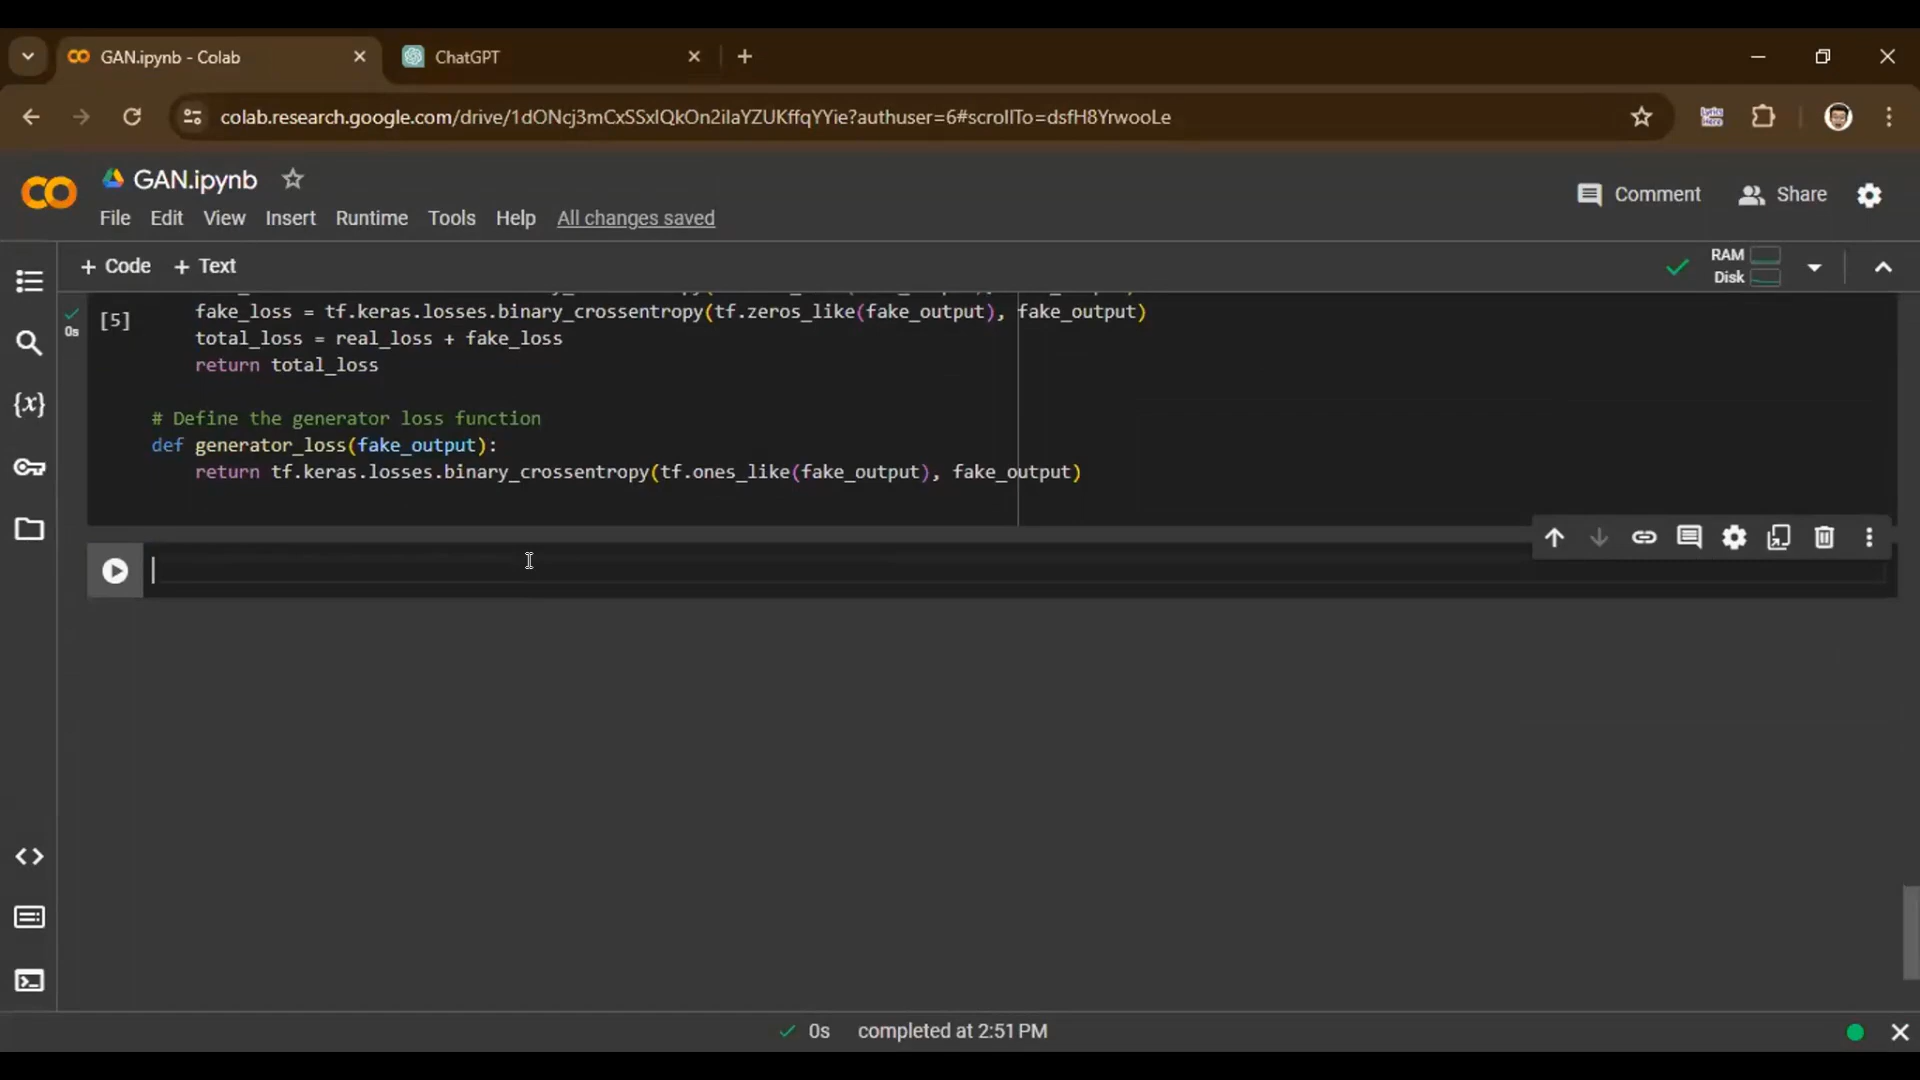 GAN.ipynb - Colab
ChatGPT
colab.research.google.com/drive/1dONcj3mCxSSxlQkOn2ilaYZUKffqYYie?authuser=6#scrollTo=dsfH8YrwooLe
GAN.ipynb
Comment
Share
File Edit View Insert Runtime Tools Help All changes saved
+ Code + Text
RAM
Disk
[5]
0s
fake_loss = tf.keras.losses.binary_crossentropy(tf.zeros_like(fake_output), fake_output)
total_loss = real_loss + fake_loss
return total_loss
# Define the generator loss function
def generator_loss(fake_output):
return tf.keras.losses.binary_crossentropy(tf.ones_like(fake_output), fake_output)
0s completed at 2:51 PM